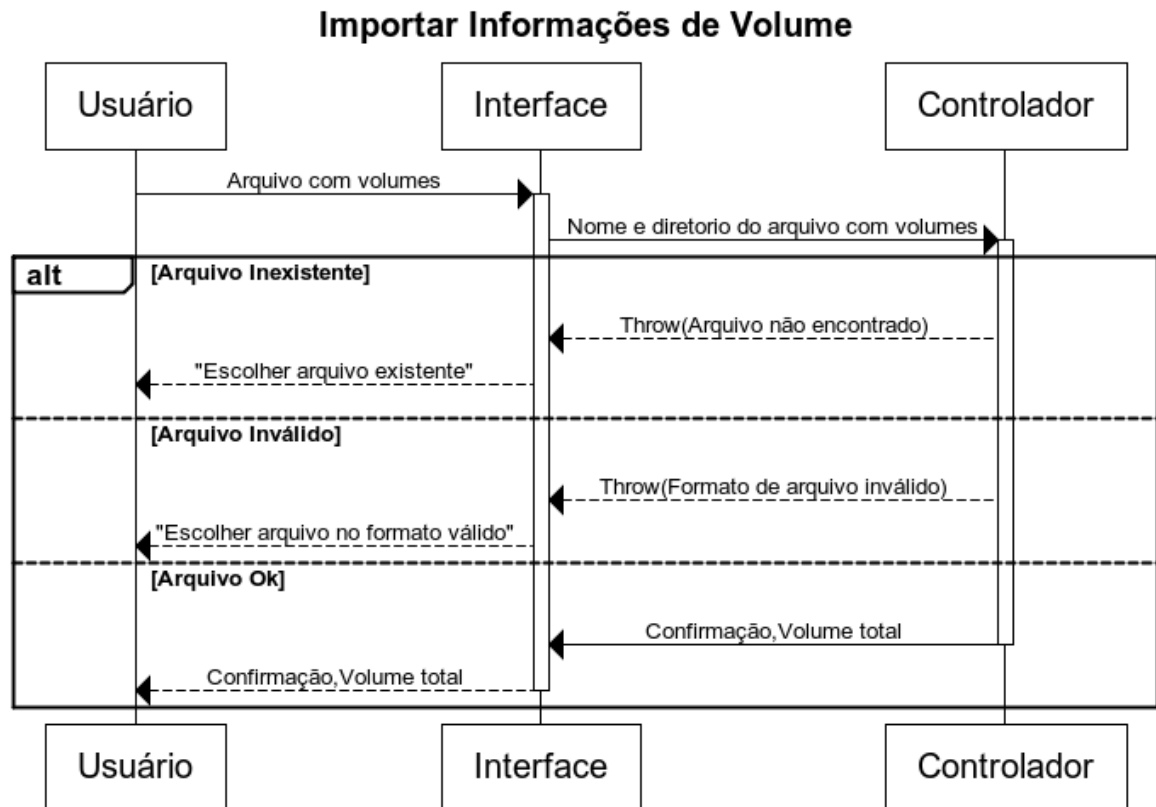 Importar Informações de Volume
Usuário
Interface
Controlador
Arquivo com volumes
Nome e diretorio do arquivo com volumes
alt
[Arquivo Inexistente]
Throw(Arquivo não encontrado)
"Escolher arquivo existente"
[Arquivo Inválido]
Throw(Formato de arquivo inválido)
"Escolher arquivo no formato válido"
[Arquivo Ok]
Confirmação,Volume total
Confirmação,Volume total
Usuário
Interface
Controlador